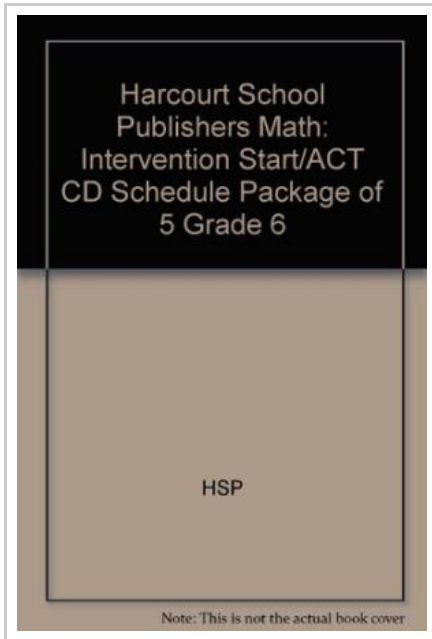 Harcourt School
Publishers Math:
Intervention Start/ACT
CD Schedule Package of
5 Grade 6
HSP
Note: This is not the actual book cover